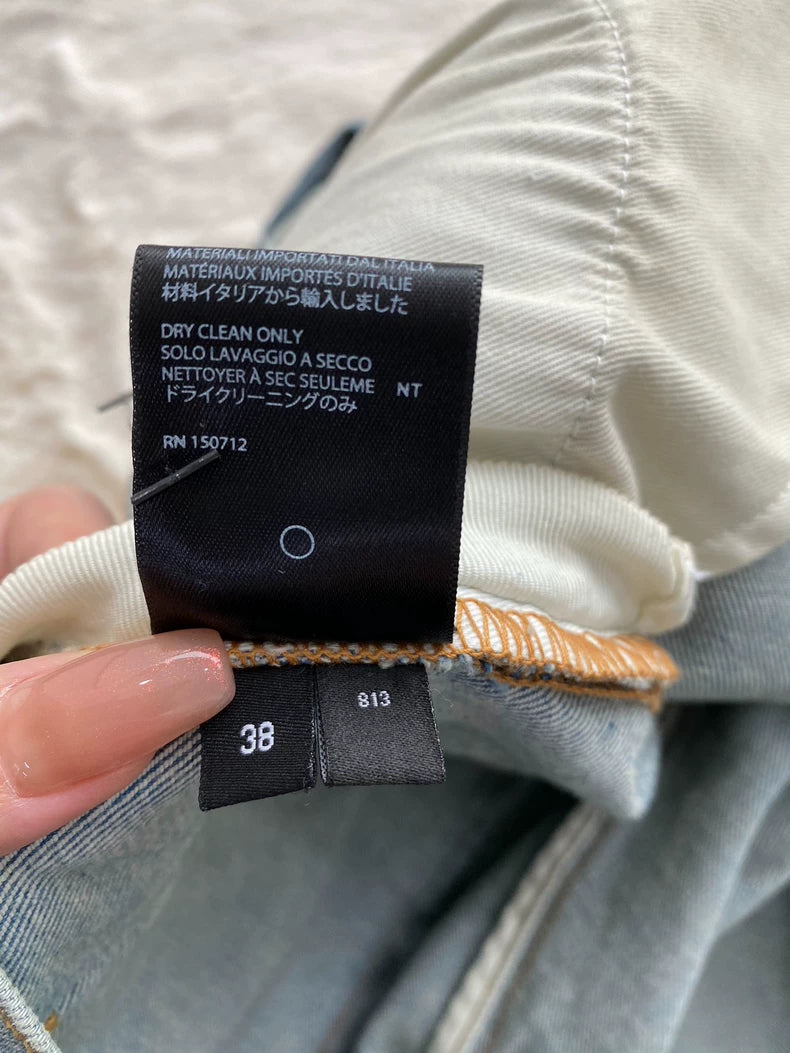 MATERIALI IMPORTATI DAL ITALIA
MATÉRIAUX IMPORTÉS D'ITALIE
材料イタリアから輸入しました
DRY CLEAN ONLY
SOLO LAVAGGIO A SECCO
NETTOYER À SEC SEULEME NT
ドライクリーニングのみ
RN 150712
38
813